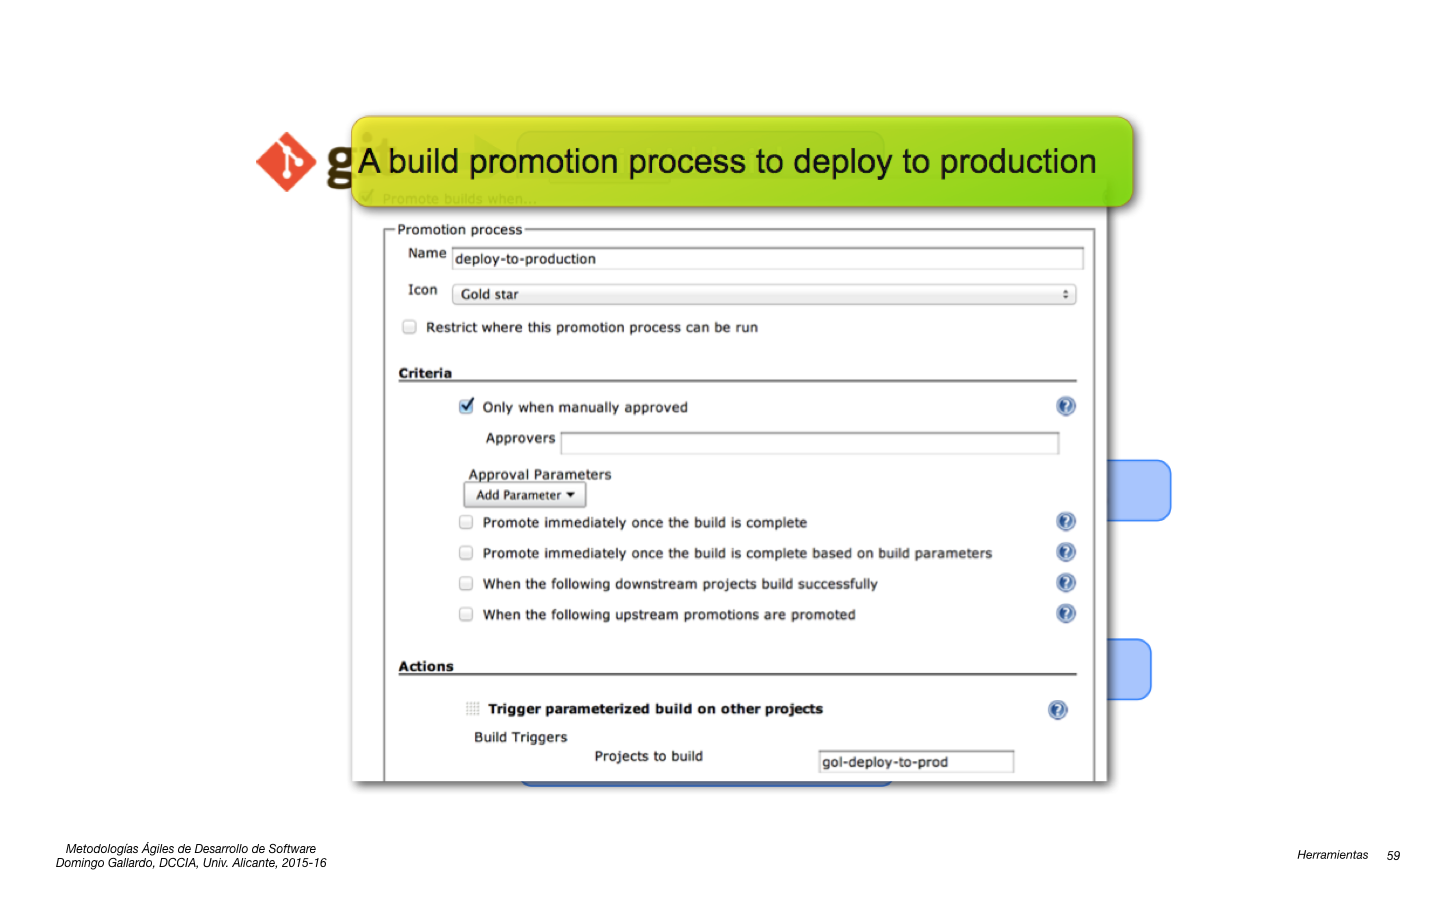 A build promotion process to deploy to production
Promote builds when...
Promotion process
Name deploy-to-production
Icon Gold star
Restrict where this promotion process can be run
Criteria
Only when manually approved
Approvers
Approval Parameters
Add Parameter
Promote immediately once the build is complete
Promote immediately once the build is complete based on build parameters
When the following downstream projects build successfully
When the following upstream promotions are promoted
Actions
Trigger parameterized build on other projects
Build Triggers
Projects to build gol-deploy-to-prod
Metodologías Ágiles de Desarrollo de Software
Domingo Gallardo, DCCIA, Univ. Alicante, 2015-16
Herramientas 59